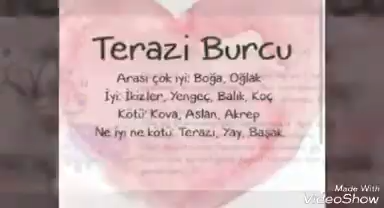 Terazi Burcu
Arası çok iyi: Boğa, Oğlak
İyi: İkizler, Yengeç, Balık, Koç
Kötü: Kova, Aslan, Akrep
Ne iyi ne kötü: Terazi, Yay, Başak
Made With
VideoShow